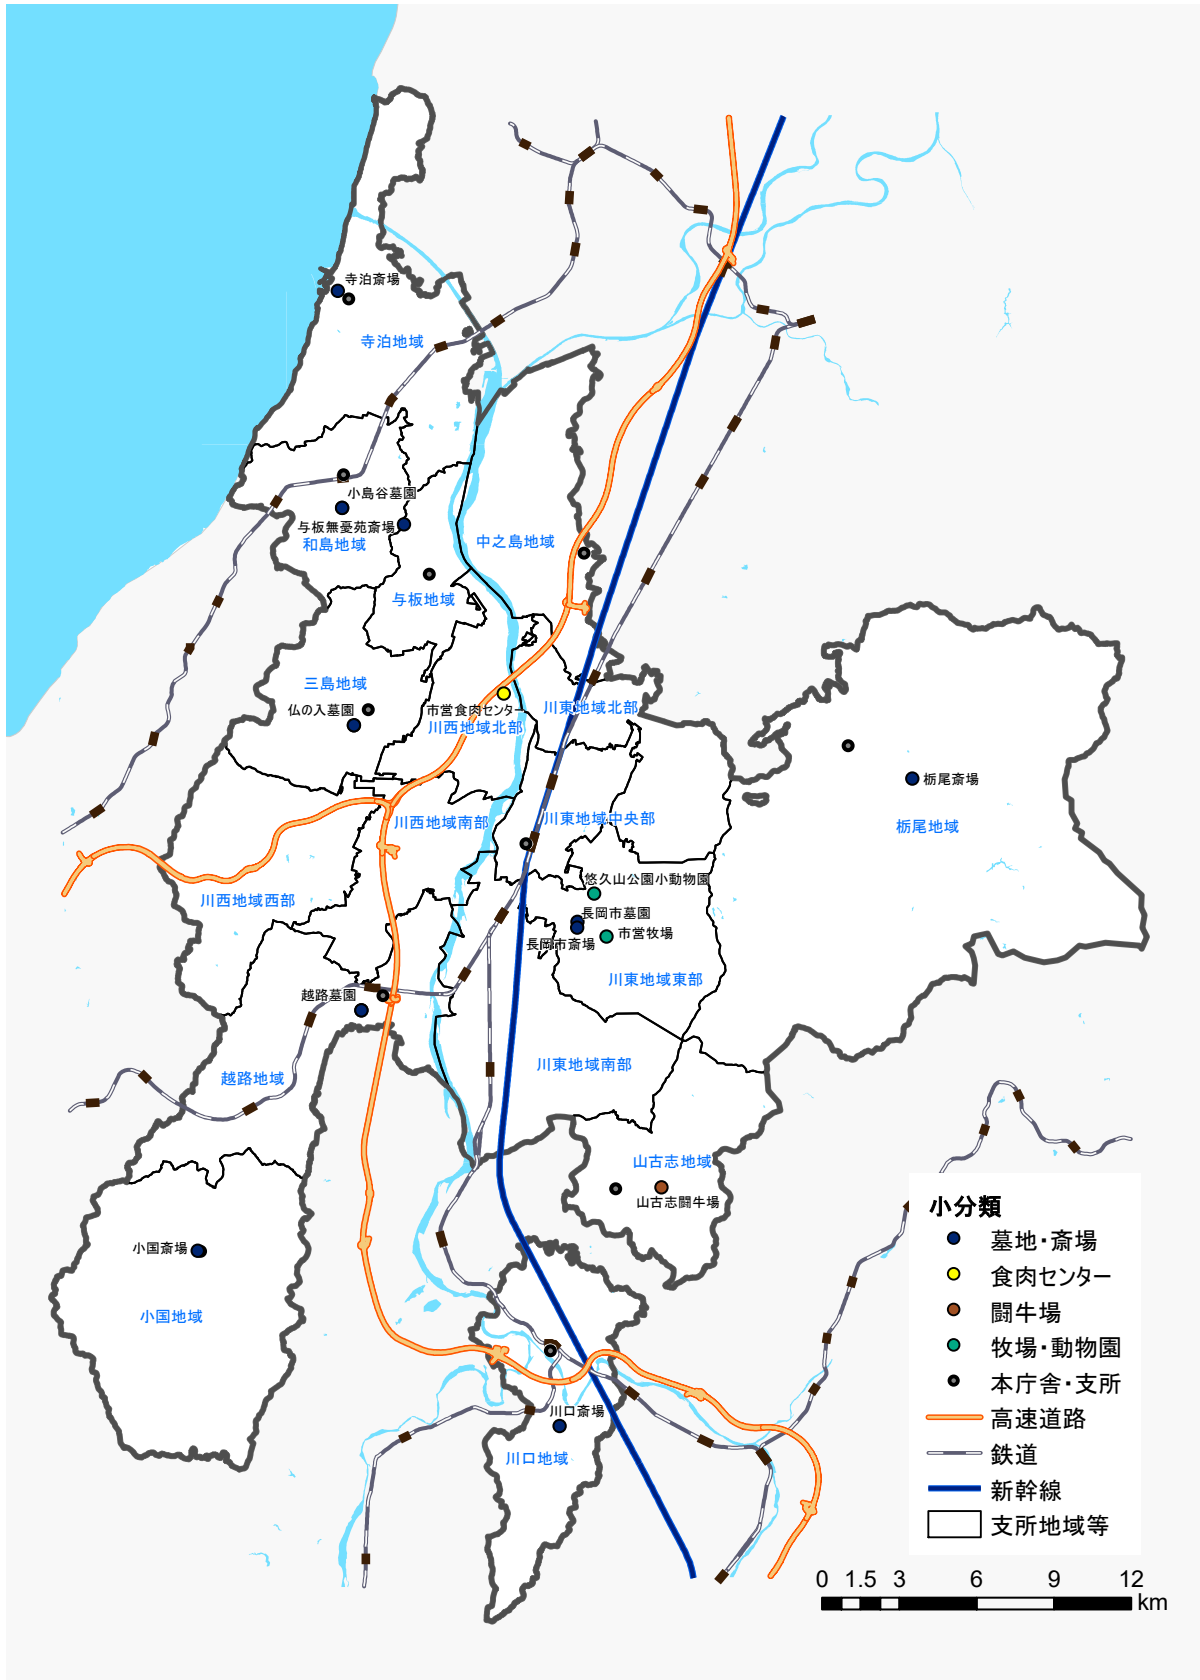 寺泊斎場
寺泊地域
小島谷墓園
与板無憂苑斎場
和島地域
中之島地域
与板地域
三島地域
仏の入墓園
市営食肉センター
川西地域北部
川東地域北部
栃尾斎場
栃尾地域
川西地域南部
川東地域中央部
悠久山公園小動物園
川西地域西部
長岡市墓園
市営牧場
長岡市斎場
川東地域東部
越路墓園
越路地域
川東地域南部
山古志地域
山古志闘牛場
小国斎場
小国地域
川口斎場
川口地域
小分類
墓地・斎場
食肉センター
闘牛場
牧場・動物園
本庁舎・支所
高速道路
鉄道
新幹線
支所地域等
0 1.5 3 6 9 12
km